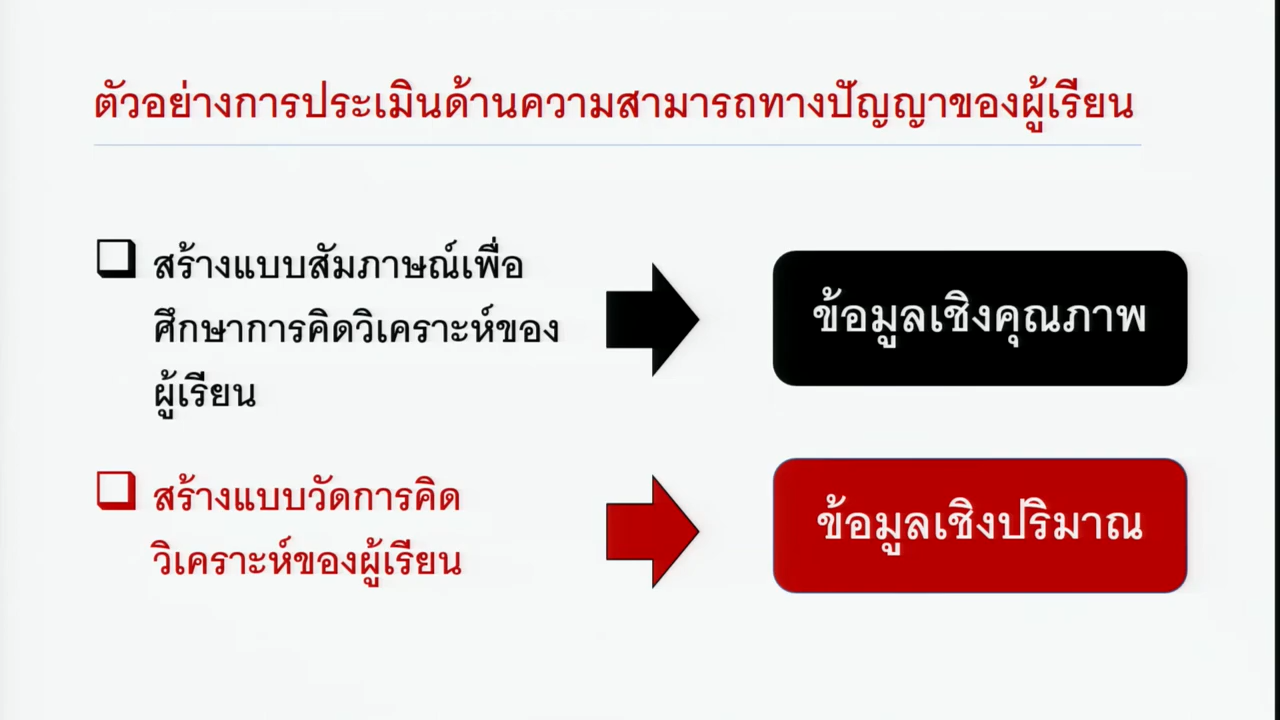 ตัวอย่างการประเมินด้านความสามารถทางปัญญาของผู้เรียน
สร้างแบบสัมภาษณ์เพื่อ
ศึกษาการคิดวิเคราะห์ของ
ผู้เรียน
ข้อมูลเชิงคุณภาพ
สร้างแบบวัดการคิด
วิเคราะห์ของผู้เรียน
ข้อมูลเชิงปริมาณ